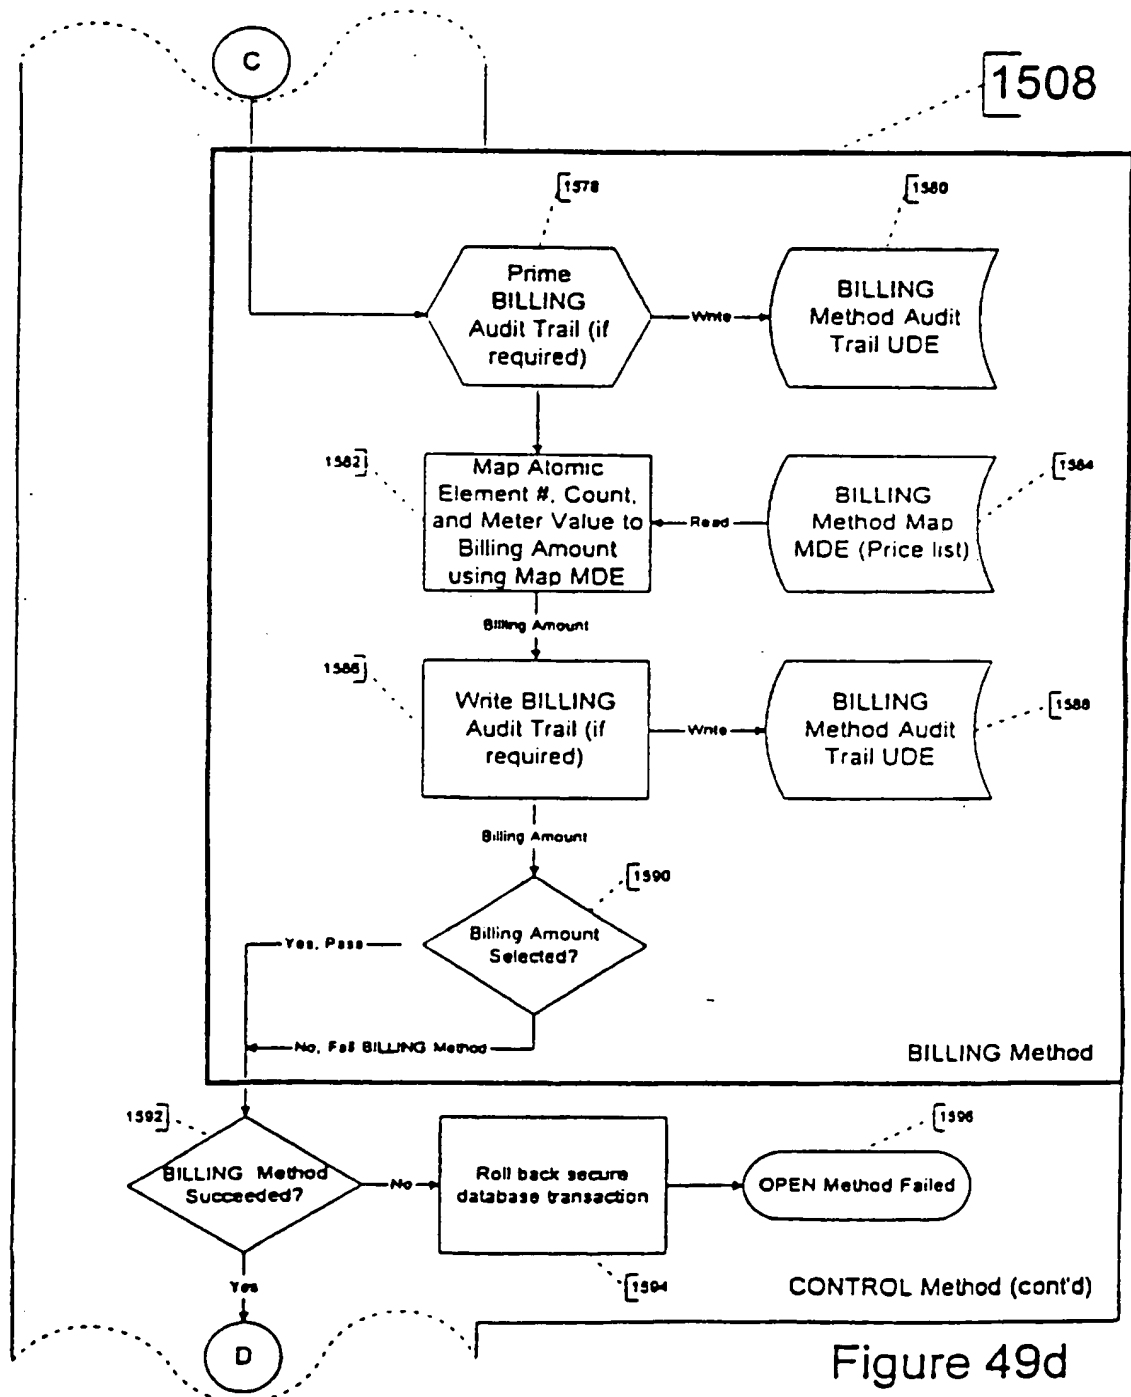 C
1508
1578
1580
Prime
BILLING
Audit Trail (if
required)
Write
BILLING
Method Audit
Trail UDE
1582
Map Atomic
Element #, Count,
and Meter Value to
Billing Amount
using Map MDE
Read
BILLING
Method Map
MDE (Price list)
1584
Billing Amount
1586
Write BILLING
Audit Trail (if
required)
Write
BILLING
Method Audit
Trail UDE
1588
Billing Amount
1590
Billing Amount
Selected?
Yes, Pass
No, Fail BILLING Method
BILLING Method
1592
BILLING Method
Succeeded?
No
Roll back secure
database transaction
1596
OPEN Method Failed
Yes
1594
CONTROL Method (cont'd)
D
Figure 49d